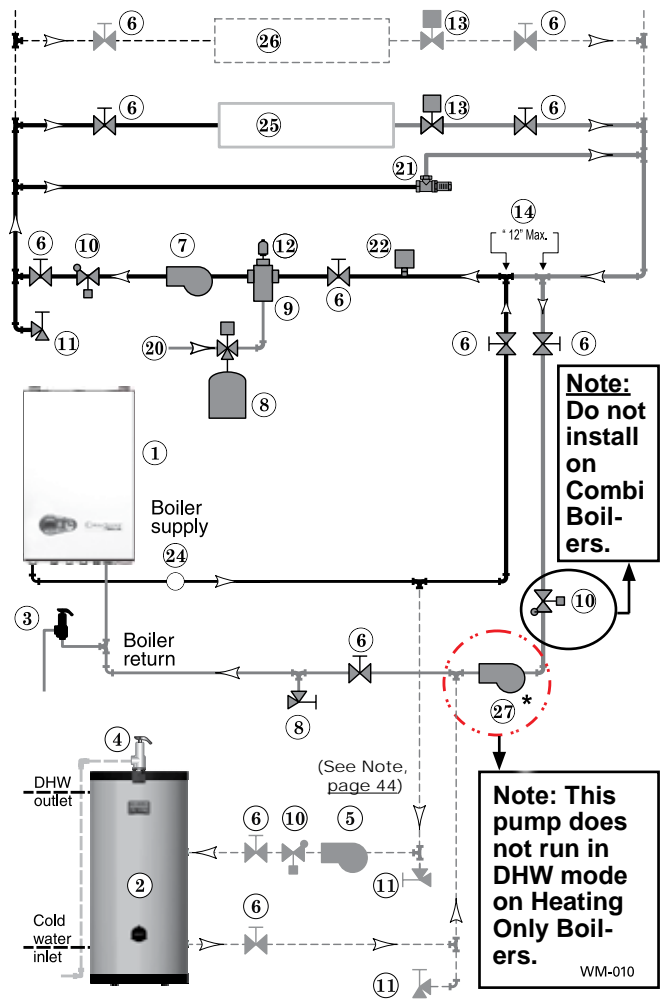 6
13
6
26
6
13
6
25
21
14
* 12" Max.
6
10
7
12
22
9
6
11
20
8
6
6
Note:
Do not
install
on
Combi
Boil-
ers.
1
Boiler
supply
24
10
3
Boiler
return
6
8
27
*
4
(See Note,
page 44)
DHW
outlet
6
10
5
Note: This
pump does
not run in
DHW mode
on Heating
Only Boil-
ers.
2
11
6
Cold
water
inlet
11
WM-010